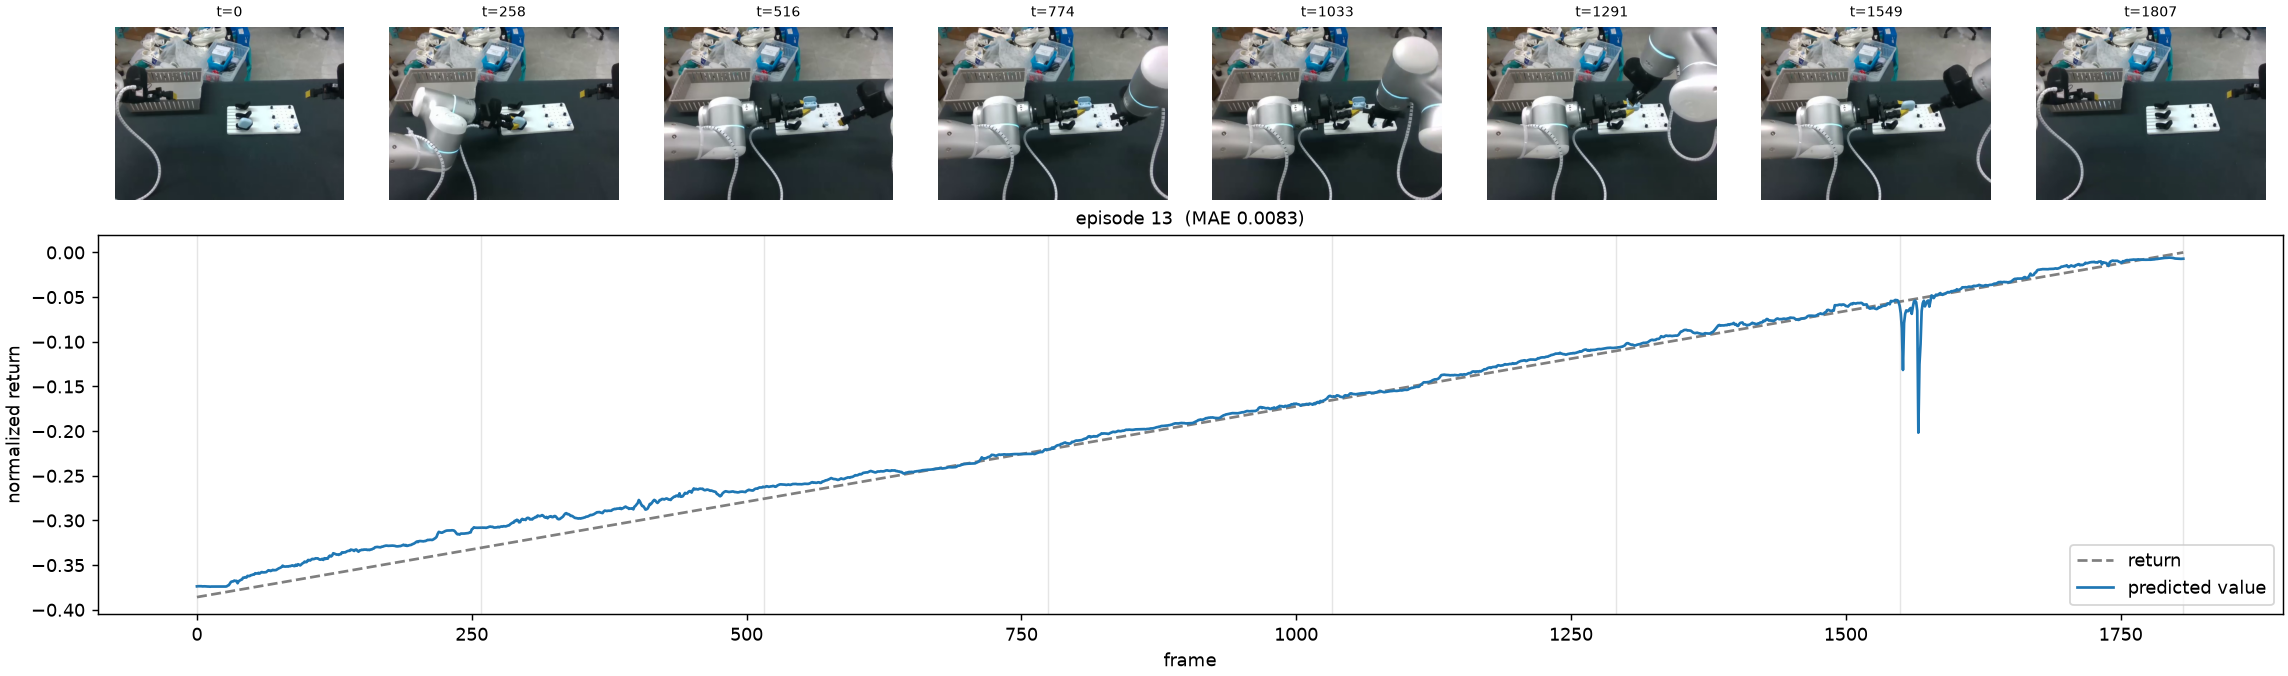 t=0 t=258 t=516 t=774 t=1033 t=1291 t=1549 t=1807
episode 13 (MAE 0.0083)
normalized return
0.00
−0.05
−0.10
−0.15
−0.20
−0.25
−0.30
−0.35
−0.40
return
predicted value
0 250 500 750 1000 1250 1500 1750
frame